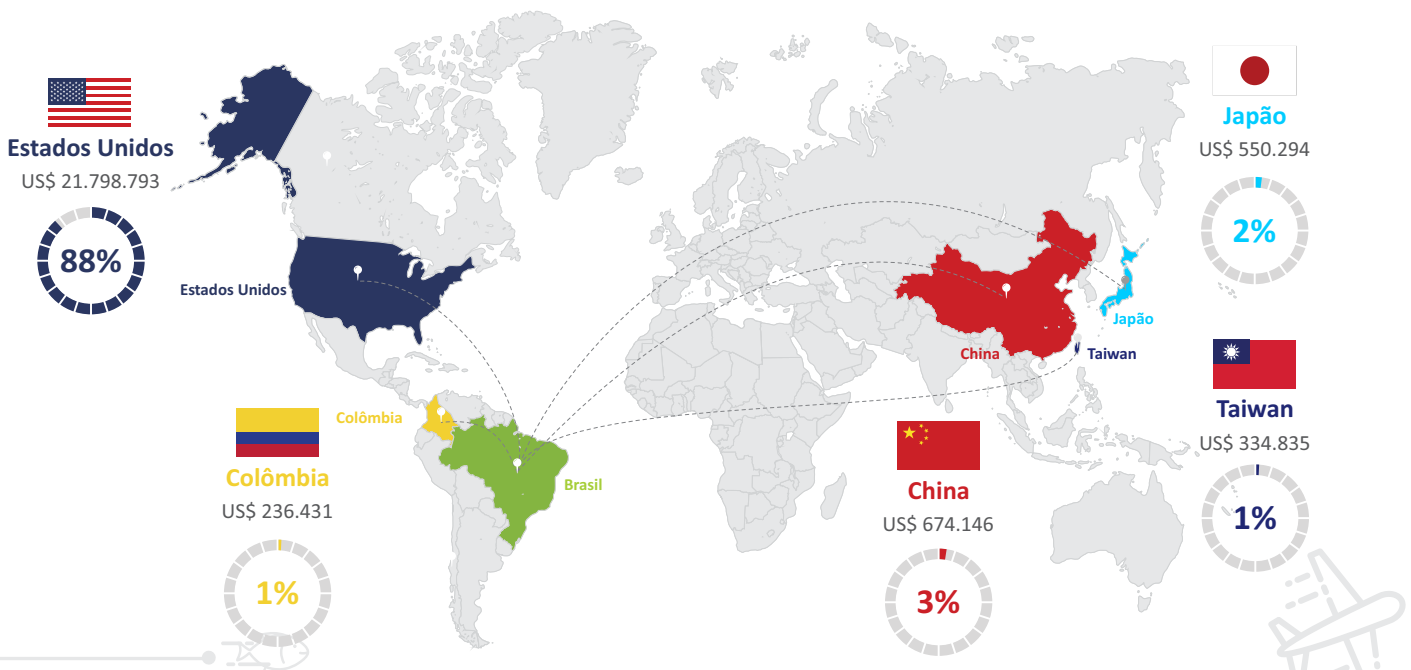 Estados Unidos
US$ 21.798.793
88%
Estados Unidos
Colômbia
US$ 236.431
1%
Colômbia
Brasil
China
US$ 674.146
3%
China
Taiwan
Japão
Japão
US$ 550.294
2%
Taiwan
US$ 334.835
1%